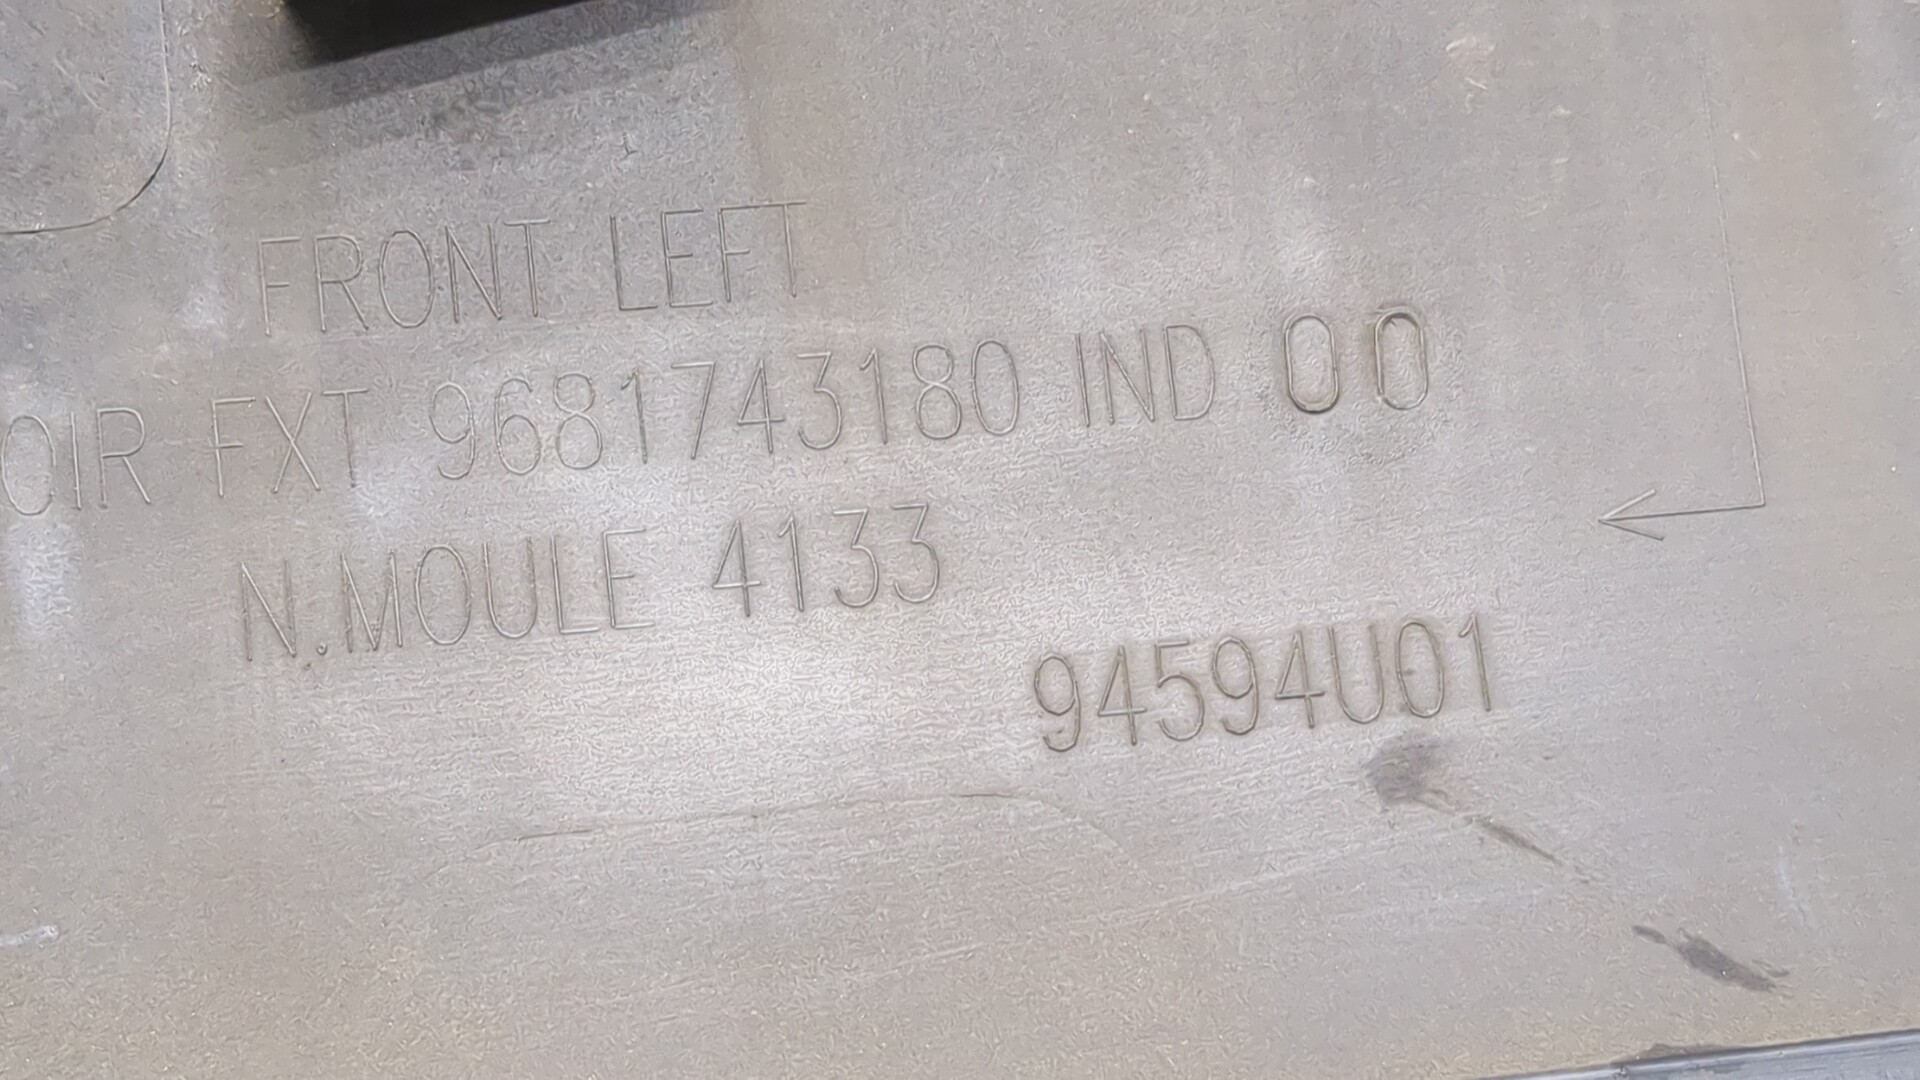 FRONT LEFT
OIR FXT 9681743180 IND 00
N.MOULE 4133
94594U01